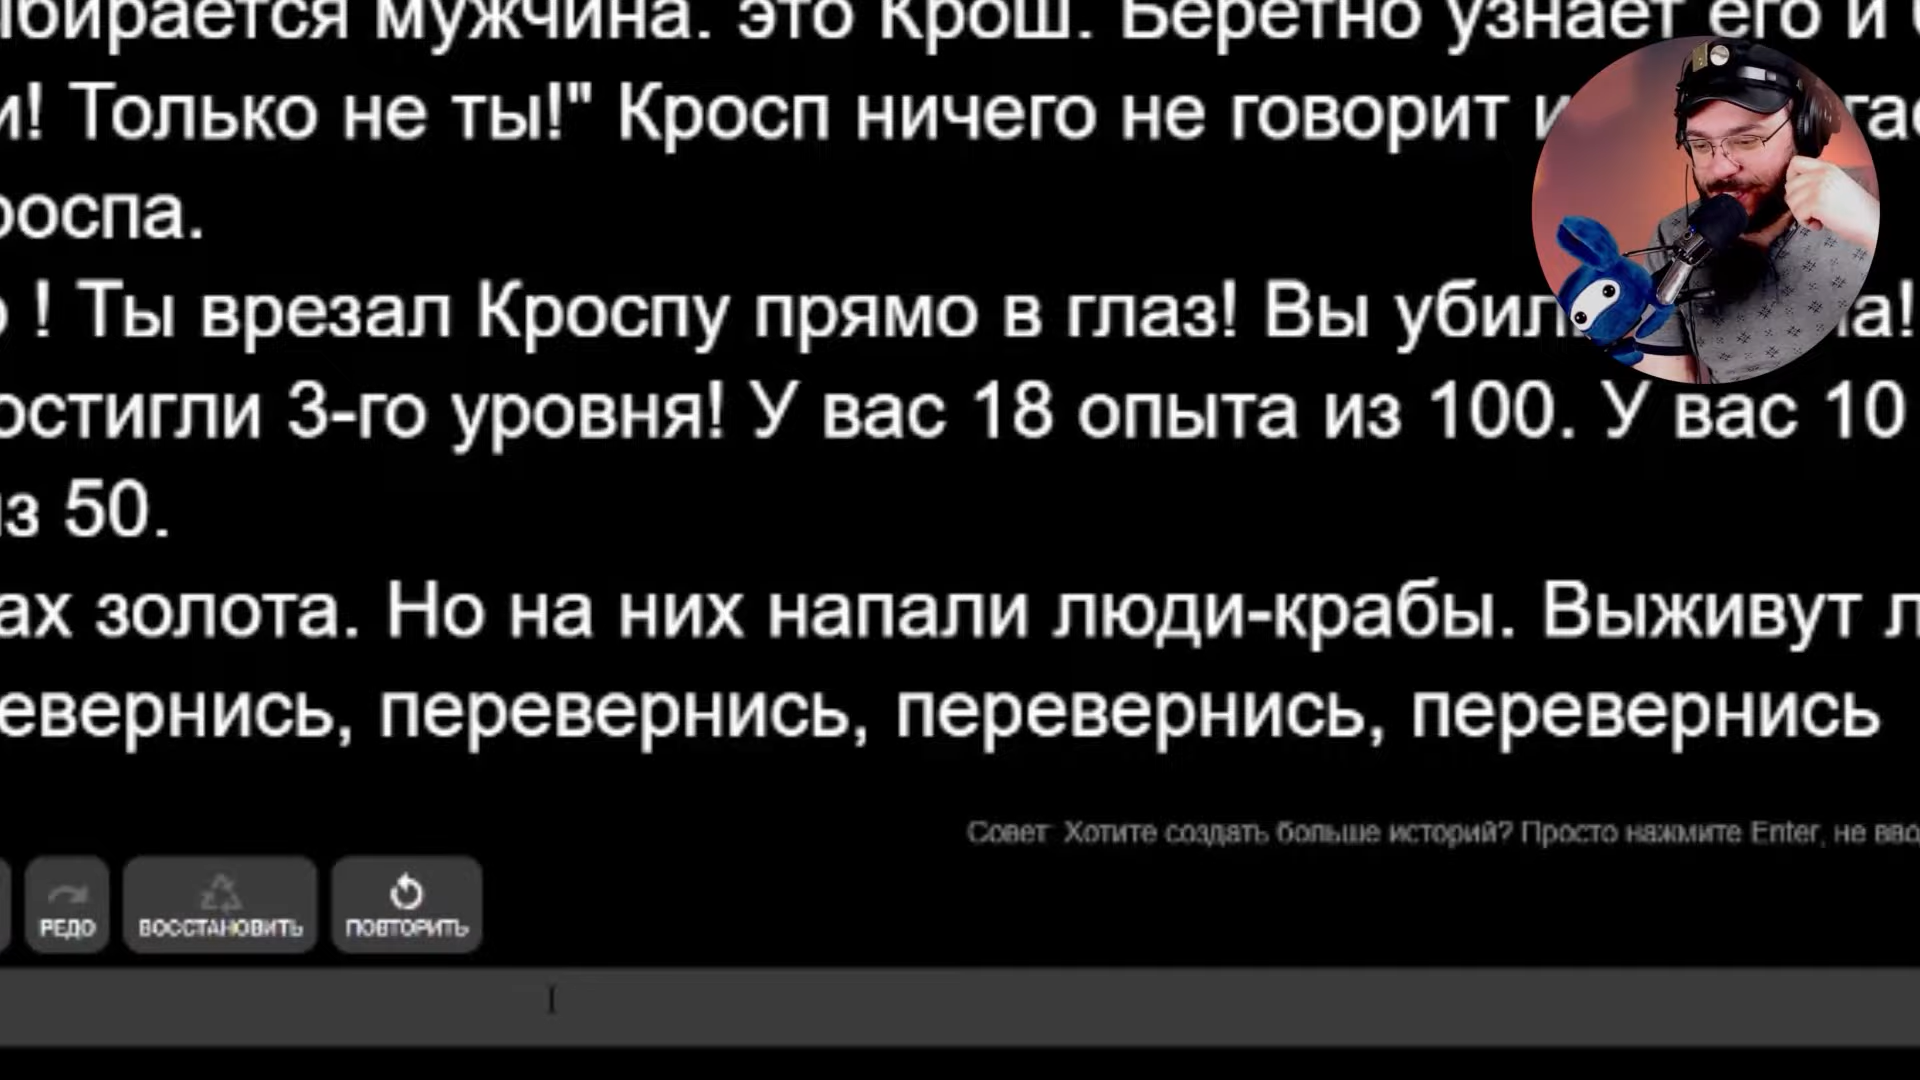 бирается мужчина. это Крош. Беретно узнает его и
и! Только не ты!" Кросп ничего не говорит и
роспа.
! Ты врезал Кроспу прямо в глаз! Вы убил
остигли 3-го уровня! У вас 18 опыта из 100. У вас 10
из 50.
ах золота. Но на них напали люди-крабы. Выживут л
евернись, перевернись, перевернись, перевернись
Совет: Хотите создать больше историй? Просто нажмите Enter, не вво
РЕДО
ВОССТАНОВИТЬ
ПОВТОРИТЬ